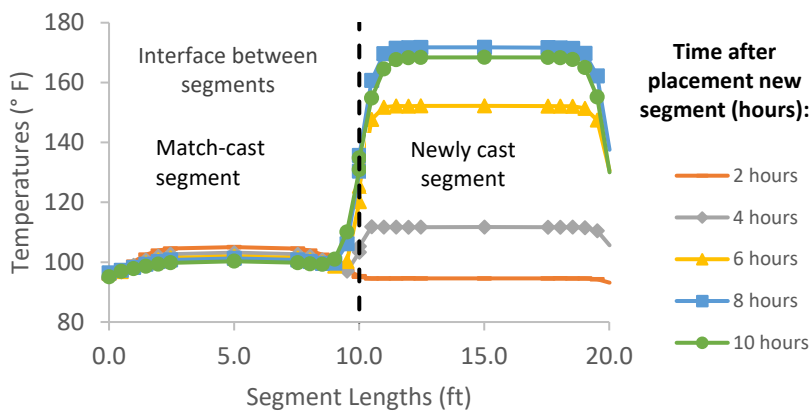 180
160
140
120
100
80
Temperatures (° F)
0.0
5.0
10.0
15.0
20.0
Segment Lengths (ft)
Interface between
segments
Match-cast
segment
Newly cast
segment
Time after
placement new
segment (hours):
2 hours
4 hours
6 hours
8 hours
10 hours